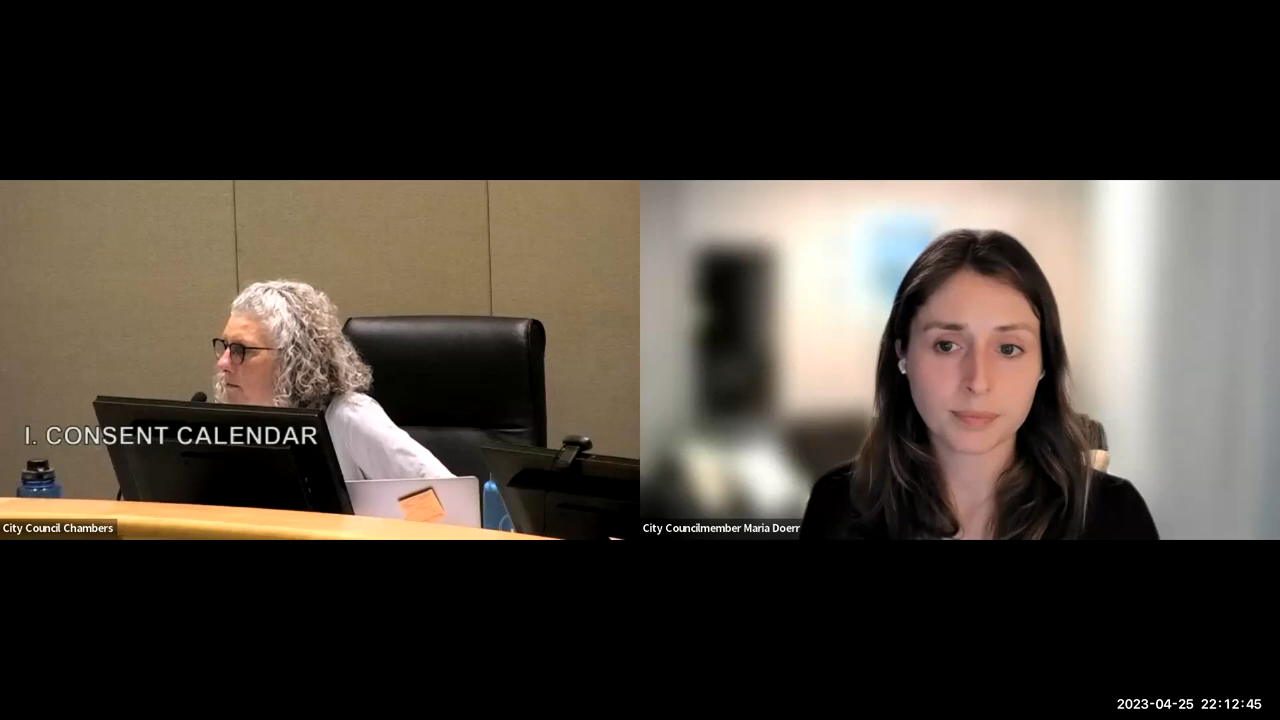 I. CONSENT CALENDAR
City Council Chambers
City Councilmember Maria Doerr
2023-04-25 22:12:45